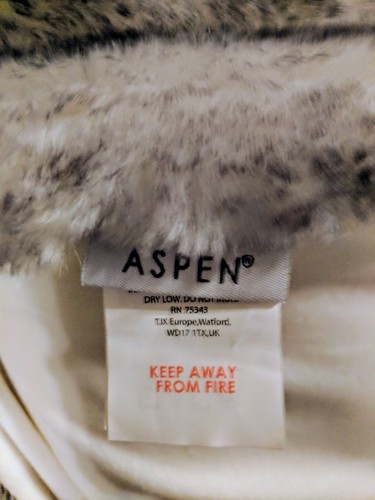 ASPEN®
DRY LOW. DO NOT
RN 75343
TJX Europe,Watford.
WD17 1TX,UK
KEEP AWAY
FROM FIRE